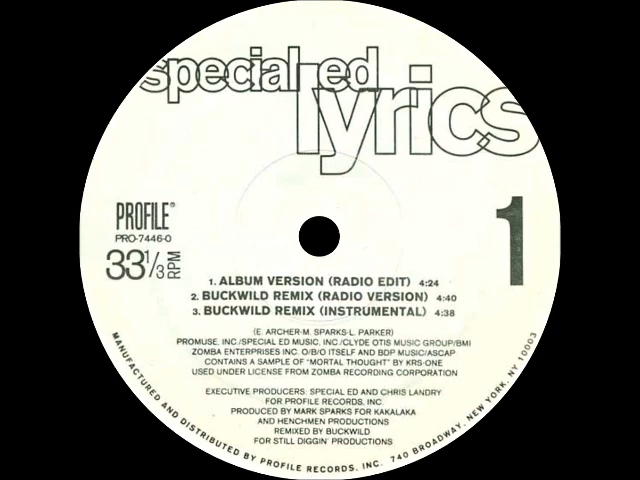 special ed
lyrics
PROFILE®
PRO-7446-0
33 1/3 RPM
1
1. ALBUM VERSION (RADIO EDIT) 4:24
2. BUCKWILD REMIX (RADIO VERSION) 4:40
3. BUCKWILD REMIX (INSTRUMENTAL) 4:38
(E. ARCHER-M. SPARKS-L. PARKER)
PROMUSE, INC./SPECIAL ED MUSIC, INC./CLYDE OTIS MUSIC GROUP/BMI
ZOMBA ENTERPRISES INC. O/B/O ITSELF AND BDP MUSIC/ASCAP
CONTAINS A SAMPLE OF "MORTAL THOUGHT" BY KRS-ONE
USED UNDER LICENSE FROM ZOMBA RECORDING CORPORATION
EXECUTIVE PRODUCERS: SPECIAL ED AND CHRIS LANDRY
FOR PROFILE RECORDS, INC.
PRODUCED BY MARK SPARKS FOR KAKALAKA
AND HENCHMEN PRODUCTIONS
REMIXED BY BUCKWILD
FOR STILL DIGGIN' PRODUCTIONS
MANUFACTURED AND DISTRIBUTED BY PROFILE RECORDS, INC. 740 BROADWAY, NEW YORK, NY 10003